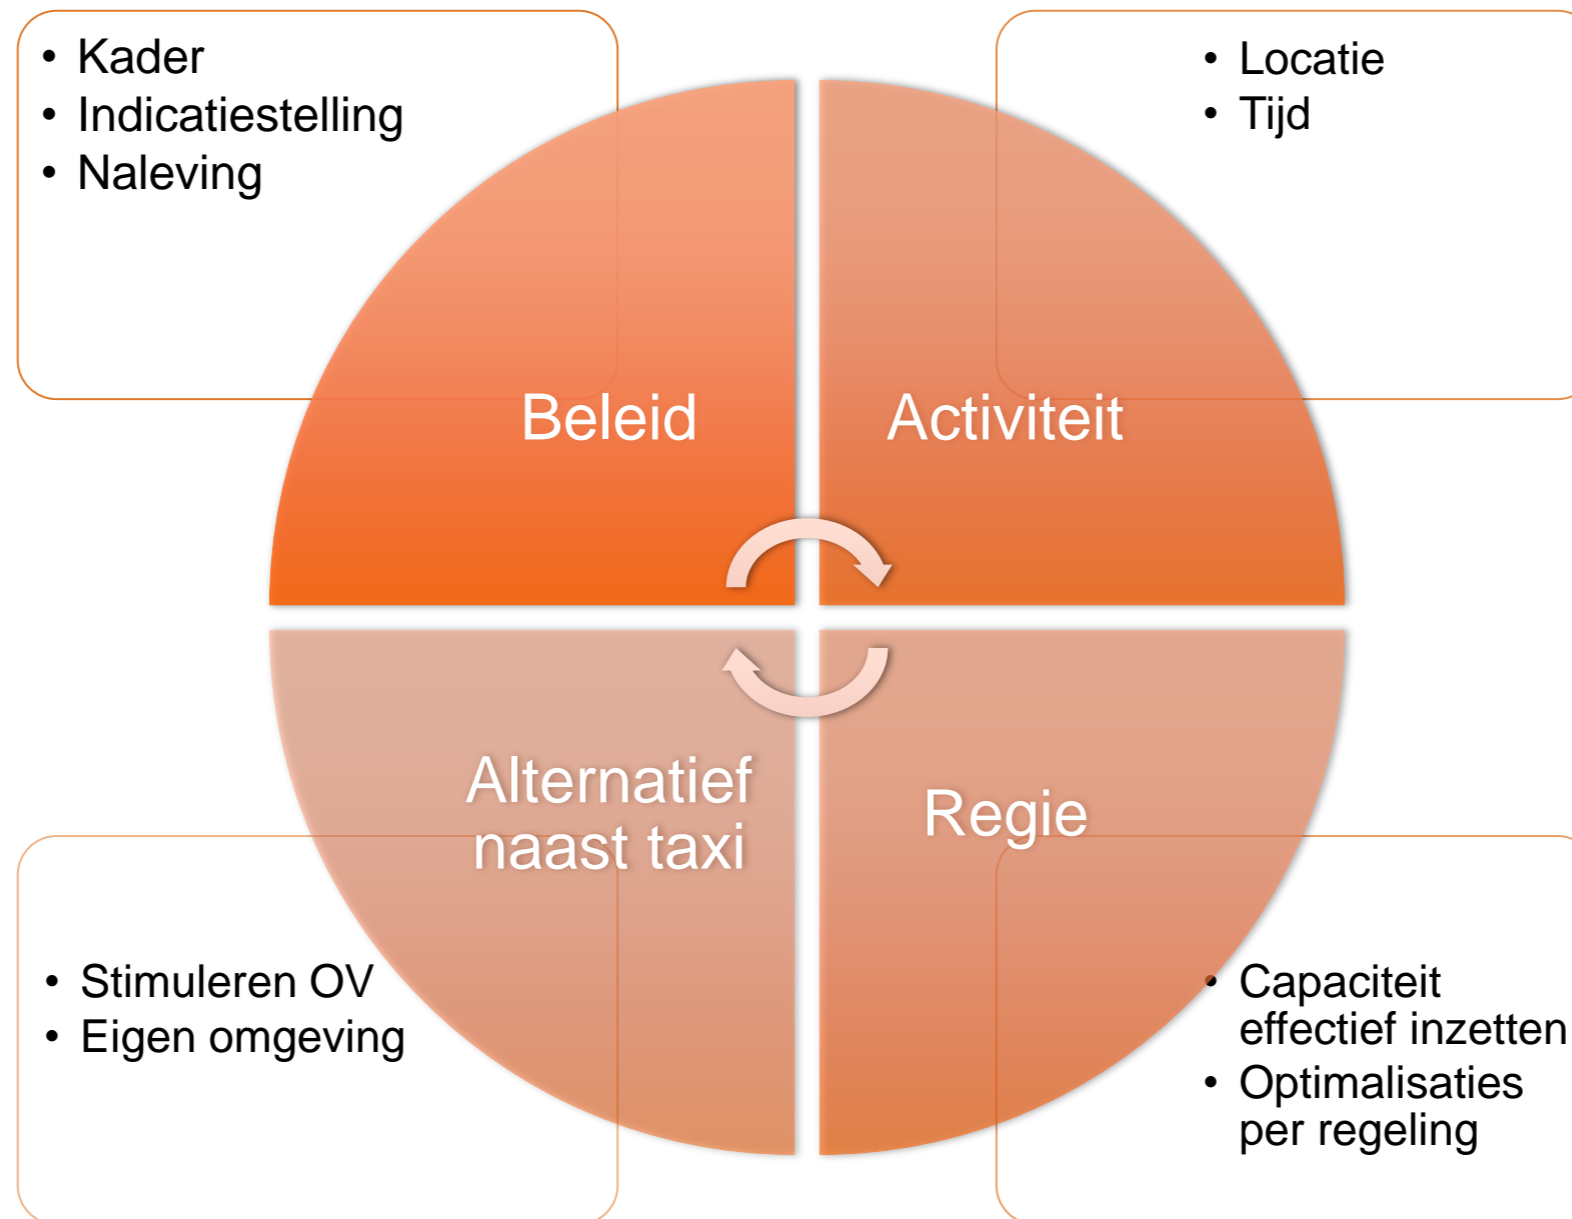 • Kader
• Indicatiestelling
• Naleving
• Locatie
• Tijd
Beleid
Activiteit
Alternatief
naast taxi
Regie
• Stimuleren OV
• Eigen omgeving
• Capaciteit
effectief inzetten
• Optimalisaties
per regeling